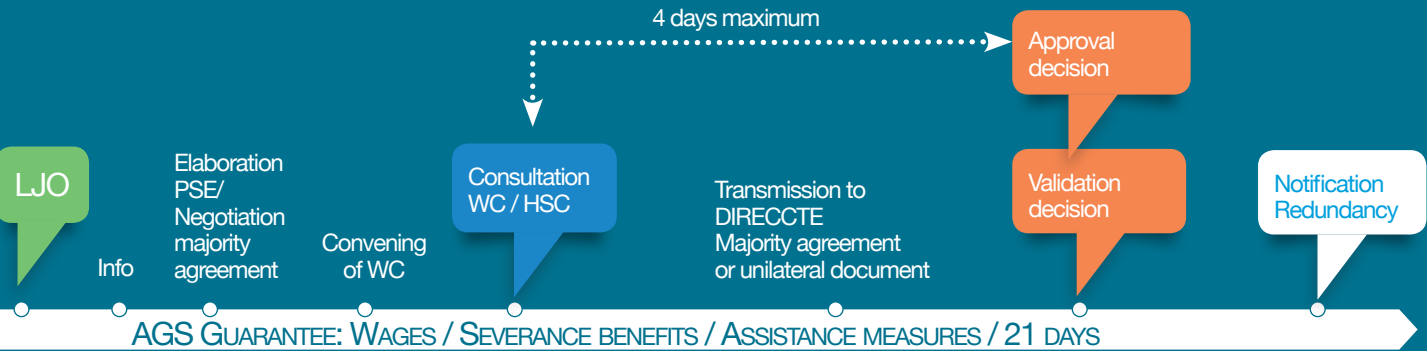 4 days maximum
Approval
decision
LJO
Info
Elaboration
PSE/
Negotiation
majority
agreement
Convening
of WC
Consultation
WC / HSC
Transmission to
DIRECCTE
Majority agreement
or unilateral document
Validation
decision
Notification
Redundancy
AGS GUARANTEE: WAGES / SEVERANCE BENEFITS / ASSISTANCE MEASURES / 21 DAYS